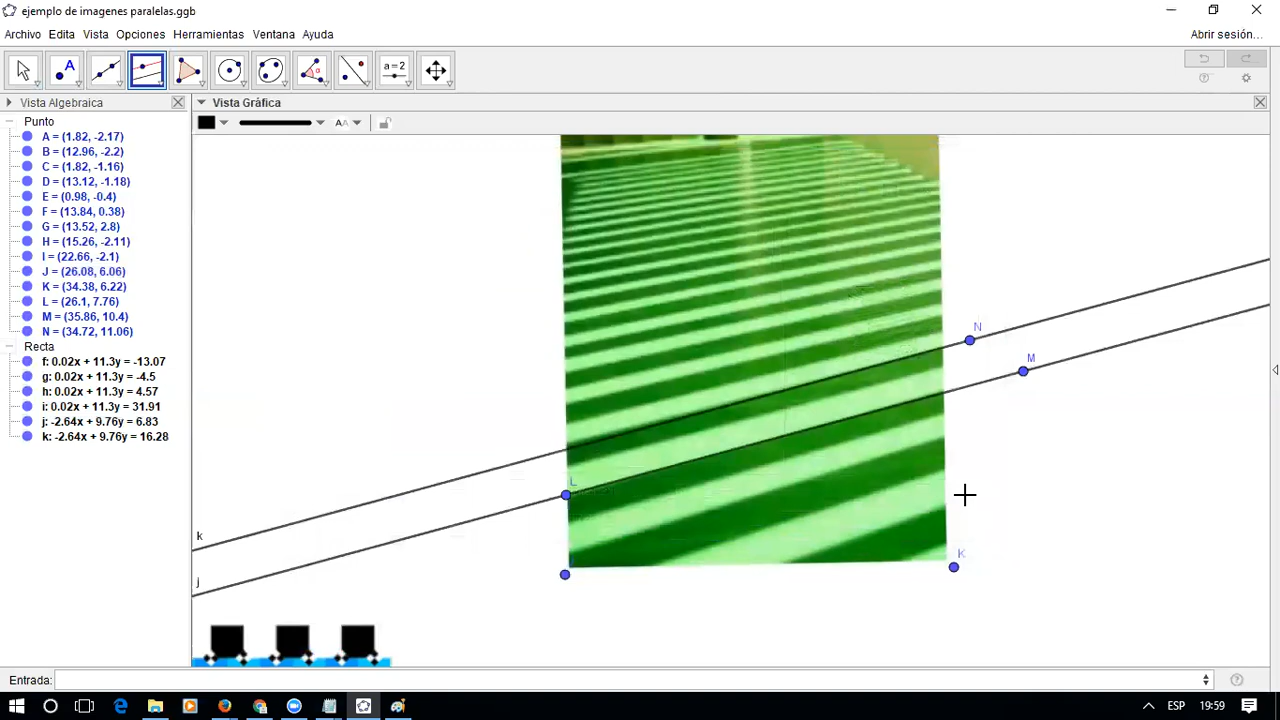 ejemplo de imagenes paralelas.ggb
Archivo Edita Vista Opciones Herramientas Ventana Ayuda
Abrir sesión...
A
a = 2
Vista Algebraica
Vista Gráfica
AA
Punto
A = (1.82, -2.17)
B = (12.96, -2.2)
C = (1.82, -1.16)
D = (13.12, -1.18)
E = (0.98, -0.4)
F = (13.84, 0.38)
G = (13.52, 2.8)
H = (15.26, -2.11)
I = (22.66, -2.1)
J = (26.08, 6.06)
K = (34.38, 6.22)
L = (26.1, 7.76)
M = (35.86, 10.4)
N = (34.72, 11.06)
Recta
f: 0.02x + 11.3y = -13.07
g: 0.02x + 11.3y = -4.5
h: 0.02x + 11.3y = 4.57
i: 0.02x + 11.3y = 31.91
j: -2.64x + 9.76y = 6.83
k: -2.64x + 9.76y = 16.28
N
M
L
k
K
j
Entrada:
ESP 19:59